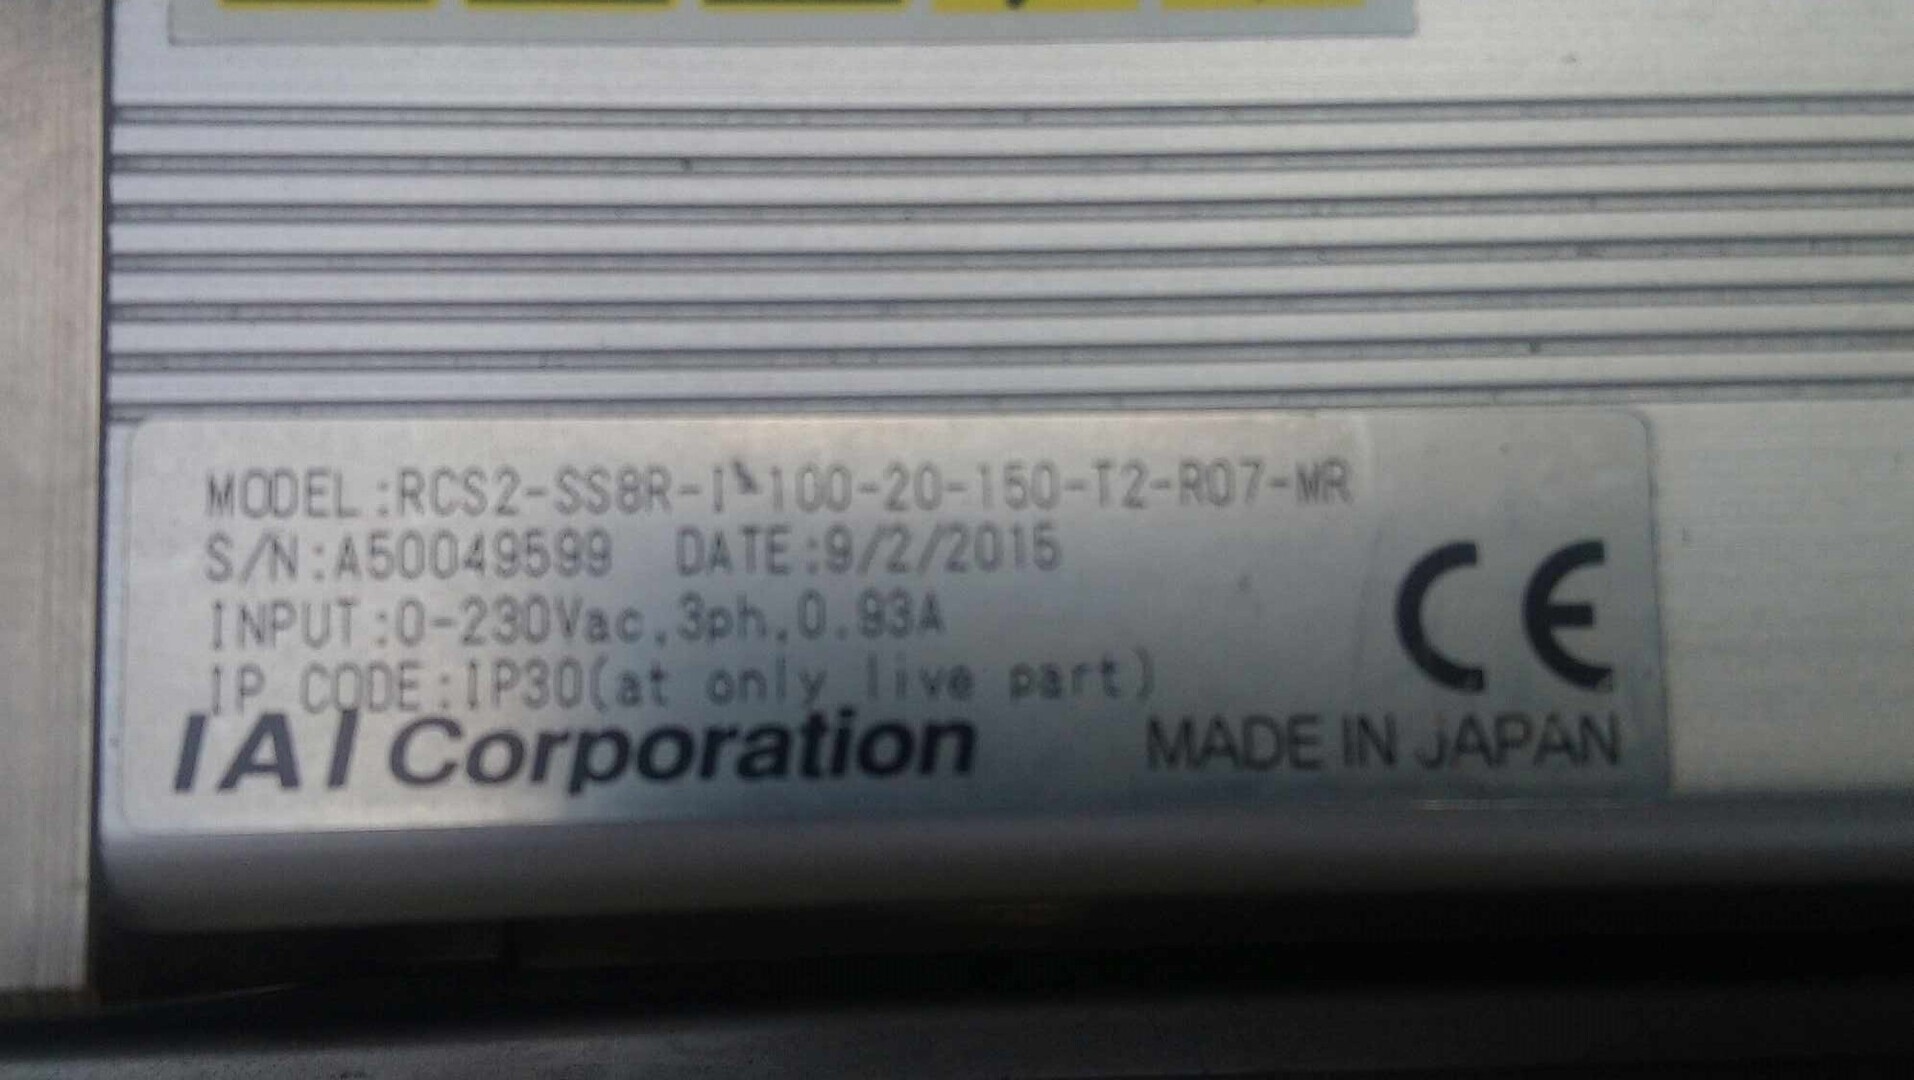 MODEL:RCS2-SS8R-I-100-20-150-T2-R07-MR
S/N:A50049599 DATE:9/2/2015
INPUT:0-230Vac,3ph,0.93A
IP CODE:IP30(at only live part)
CE
IAI Corporation
MADE IN JAPAN